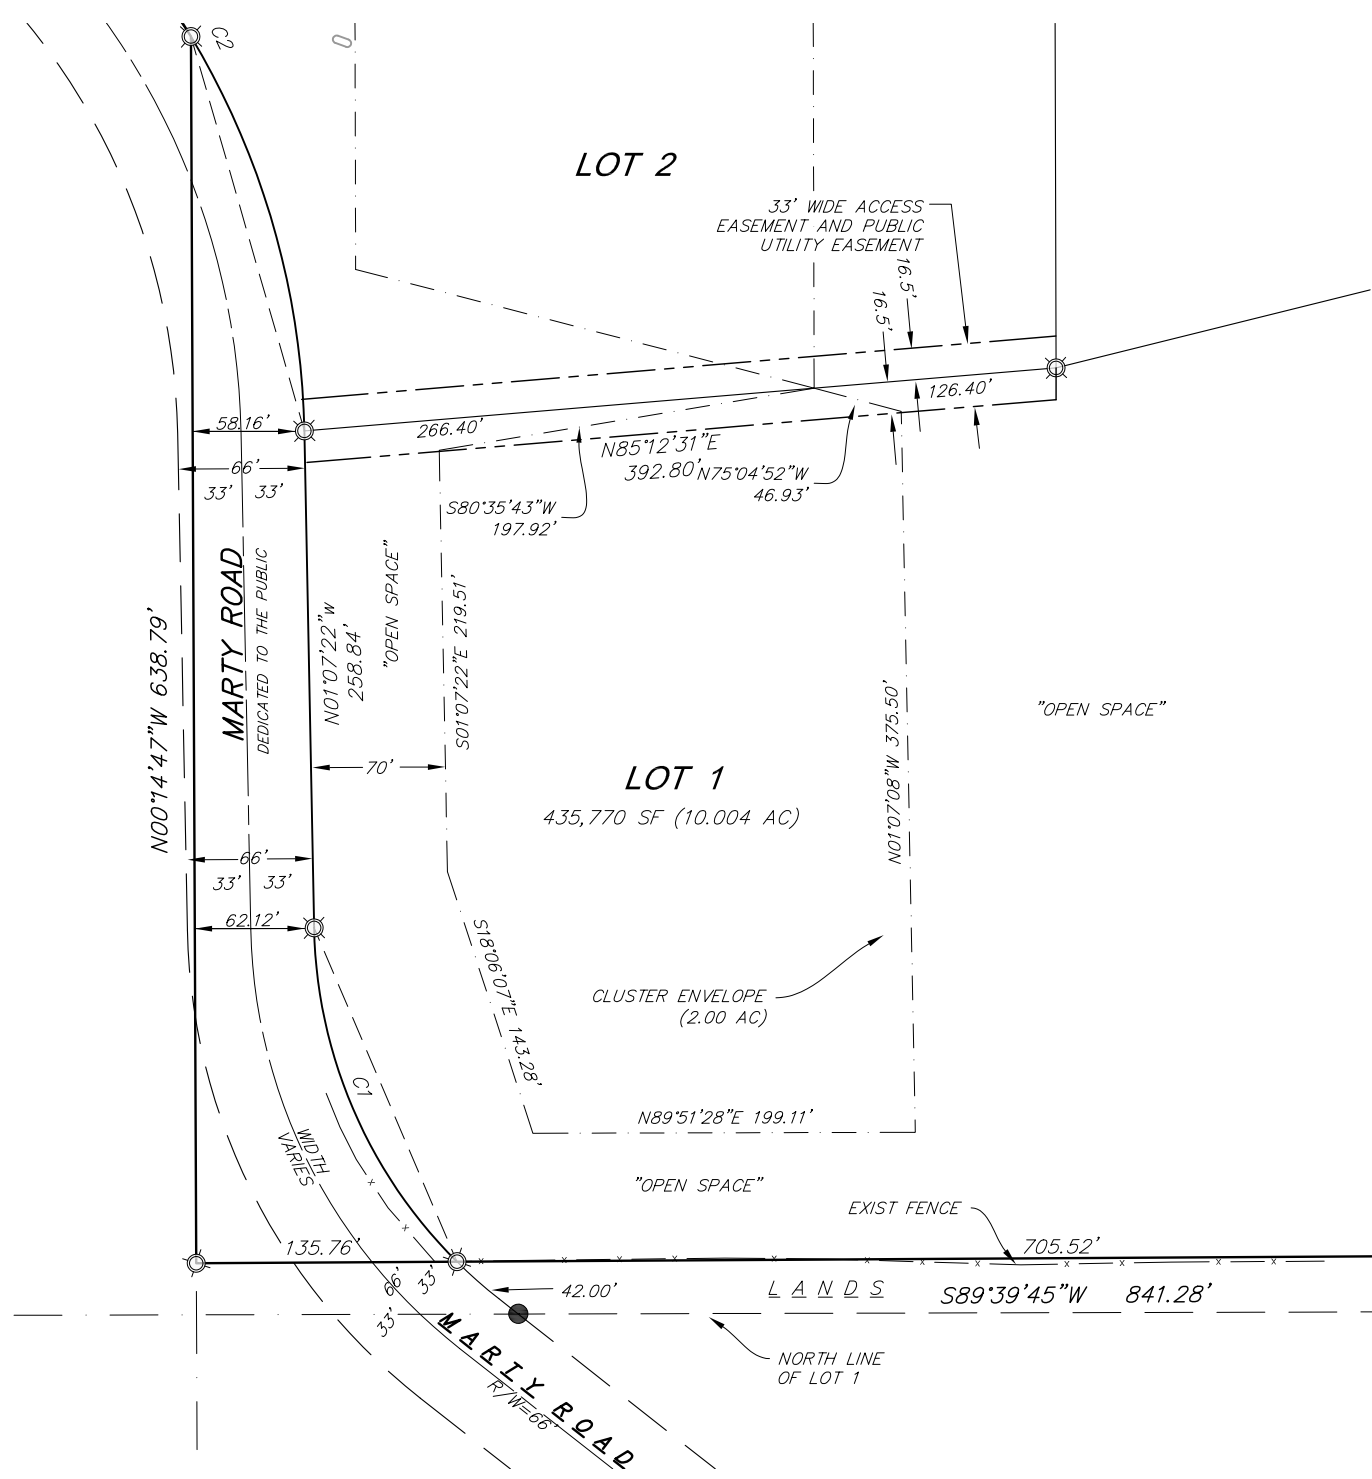 C2
0
LOT 2
33' WIDE ACCESS
EASEMENT AND PUBLIC
UTILITY EASEMENT
16.5'
16.5'
126.40'
58.16'
266.40'
N85°12'31"E
392.80'
N75°04'52"W
46.93'
66'
33' 33'
S80°35'43"W
197.92'
MARTY ROAD
DEDICATED TO THE PUBLIC
N00°14'47"W 638.79'
N01°07'22"w
258.84'
"OPEN SPACE"
S01°07'22"E 219.51'
N01°07'08"W 375.50'
"OPEN SPACE"
70'
LOT 1
435,770 SF (10.004 AC)
66'
33' 33'
62.12'
S18°06'07"E 143.28'
CLUSTER ENVELOPE
(2.00 AC)
C1
N89°51'28"E 199.11'
WIDTH
VARIES
"OPEN SPACE"
EXIST FENCE
135.76'
705.52'
66'
33'
33'
42.00'
LANDS
S89°39'45"W 841.28'
MARTY ROAD
R/W=66'
NORTH LINE
OF LOT 1